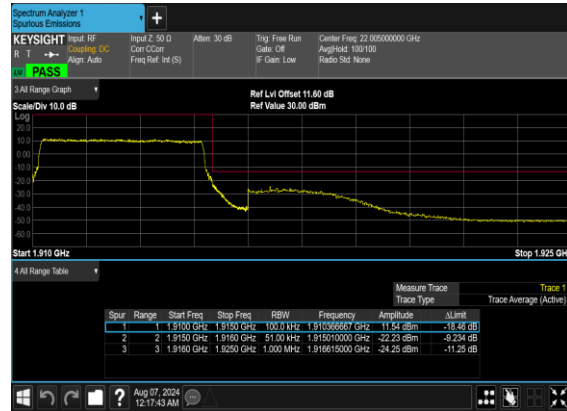 Spectrum Analyzer 1
Spurious Emissions
+
KEYSIGHT Input: RF Input Z: 50 Ω Atten: 30 dB Trig: Free Run Center Freq: 22.005000000 GHz
R T Coupling: DC Corr CCorr Gate: Off Avg|Hold: 100/100
Align: Auto Freq Ref: Int (S) IF Gain: Low Radio Std: None
LW PASS
3 All Range Graph
Ref Lvl Offset 11.60 dB
Scale/Div 10.0 dB Ref Value 30.00 dBm
Log
20.0
10.0
0.00
-10.0
-20.0
-30.0
-40.0
-50.0
-60.0
Start 1.910 GHz Stop 1.925 GH
4 All Range Table
Measure Trace Trace 1
Trace Type Trace Average (Active)
Spur Range Start Freq Stop Freq RBW Frequency Amplitude ΔLimit
1 1 1.9100 GHz 1.9150 GHz 100.0 kHz 1.910366667 GHz 11.54 dBm -18.46 dB
2 2 1.9150 GHz 1.9160 GHz 51.00 kHz 1.915010000 GHz -22.23 dBm -9.234 dB
3 3 1.9160 GHz 1.9250 GHz 1.000 MHz 1.916615000 GHz -24.25 dBm -11.25 dB
? Aug 07, 2024
12:17:43 AM